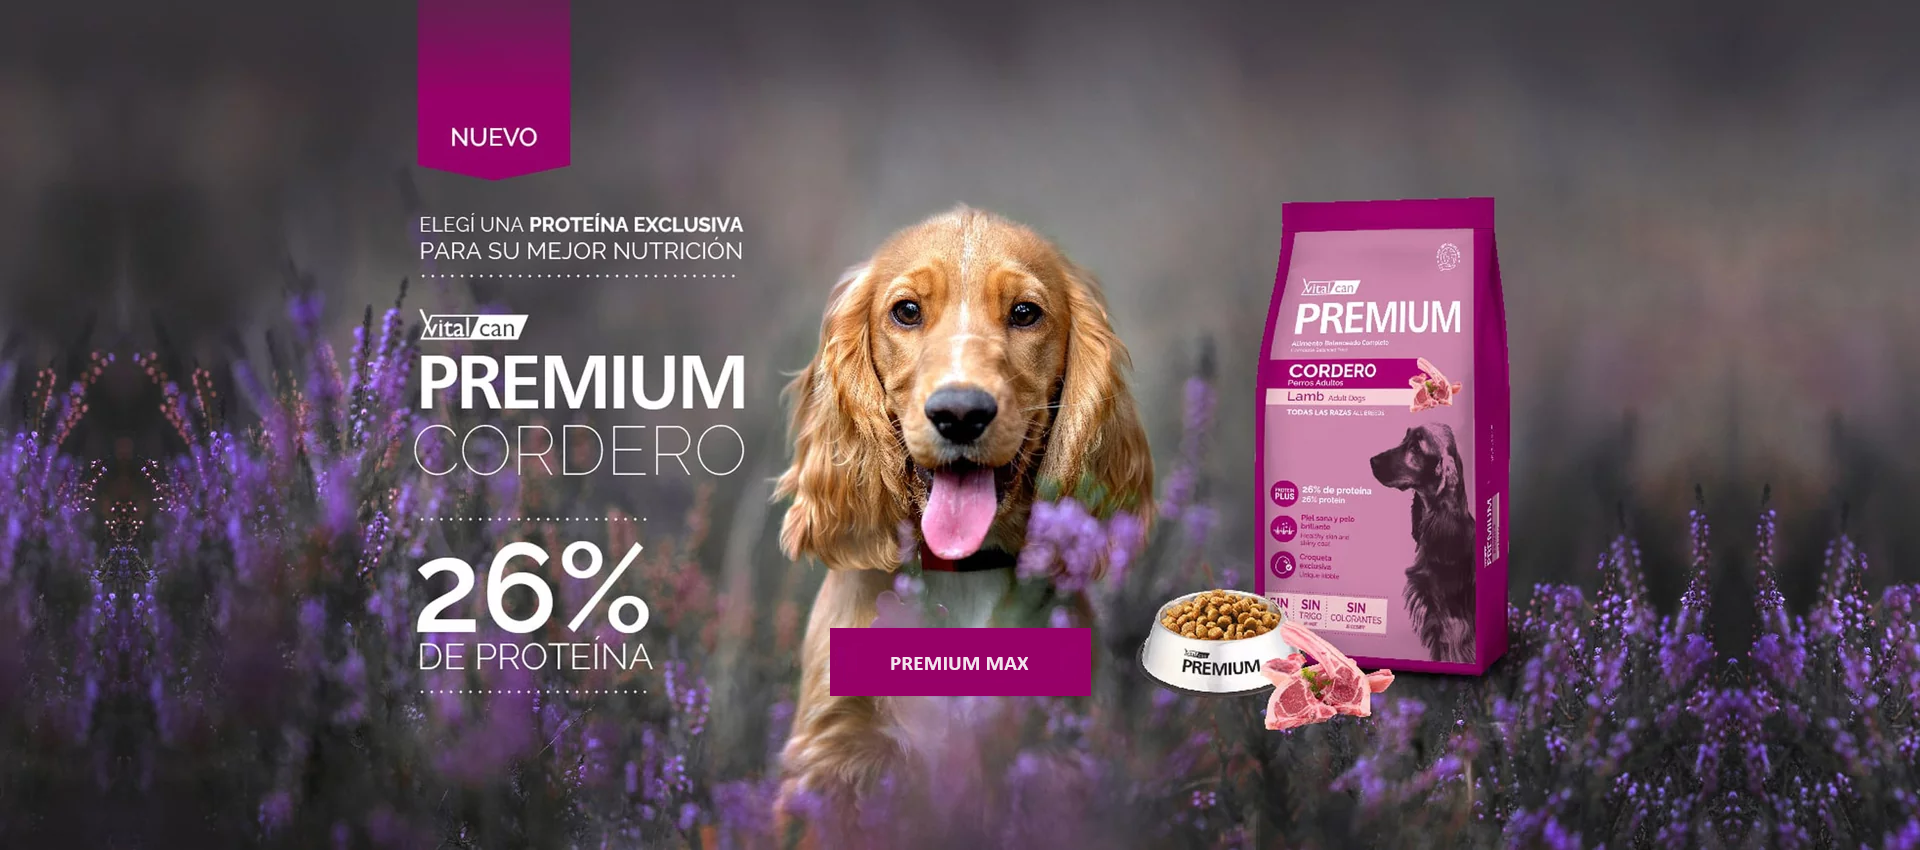 NUEVO
ELEGÍ UNA PROTEÍNA EXCLUSIVA
PARA SU MEJOR NUTRICIÓN
Vital can
PREMIUM
CORDERO
26%
DE PROTEÍNA
PREMIUM MAX
Vital can
PREMIUM
Alimento Balanceado Completo
CORDERO
Perros Adultos
Lamb Adult Dogs
TODAS LAS RAZAS ALL BREEDS
PROTEIN
PLUS
26% de proteína
26% protein
Piel sana y pelo
brillante
Healthy skin and
shiny coat
Croqueta
exclusiva
Unique kibble
SIN
TRIGO
SIN
COLORANTES
PREMIUM
PREMIUM